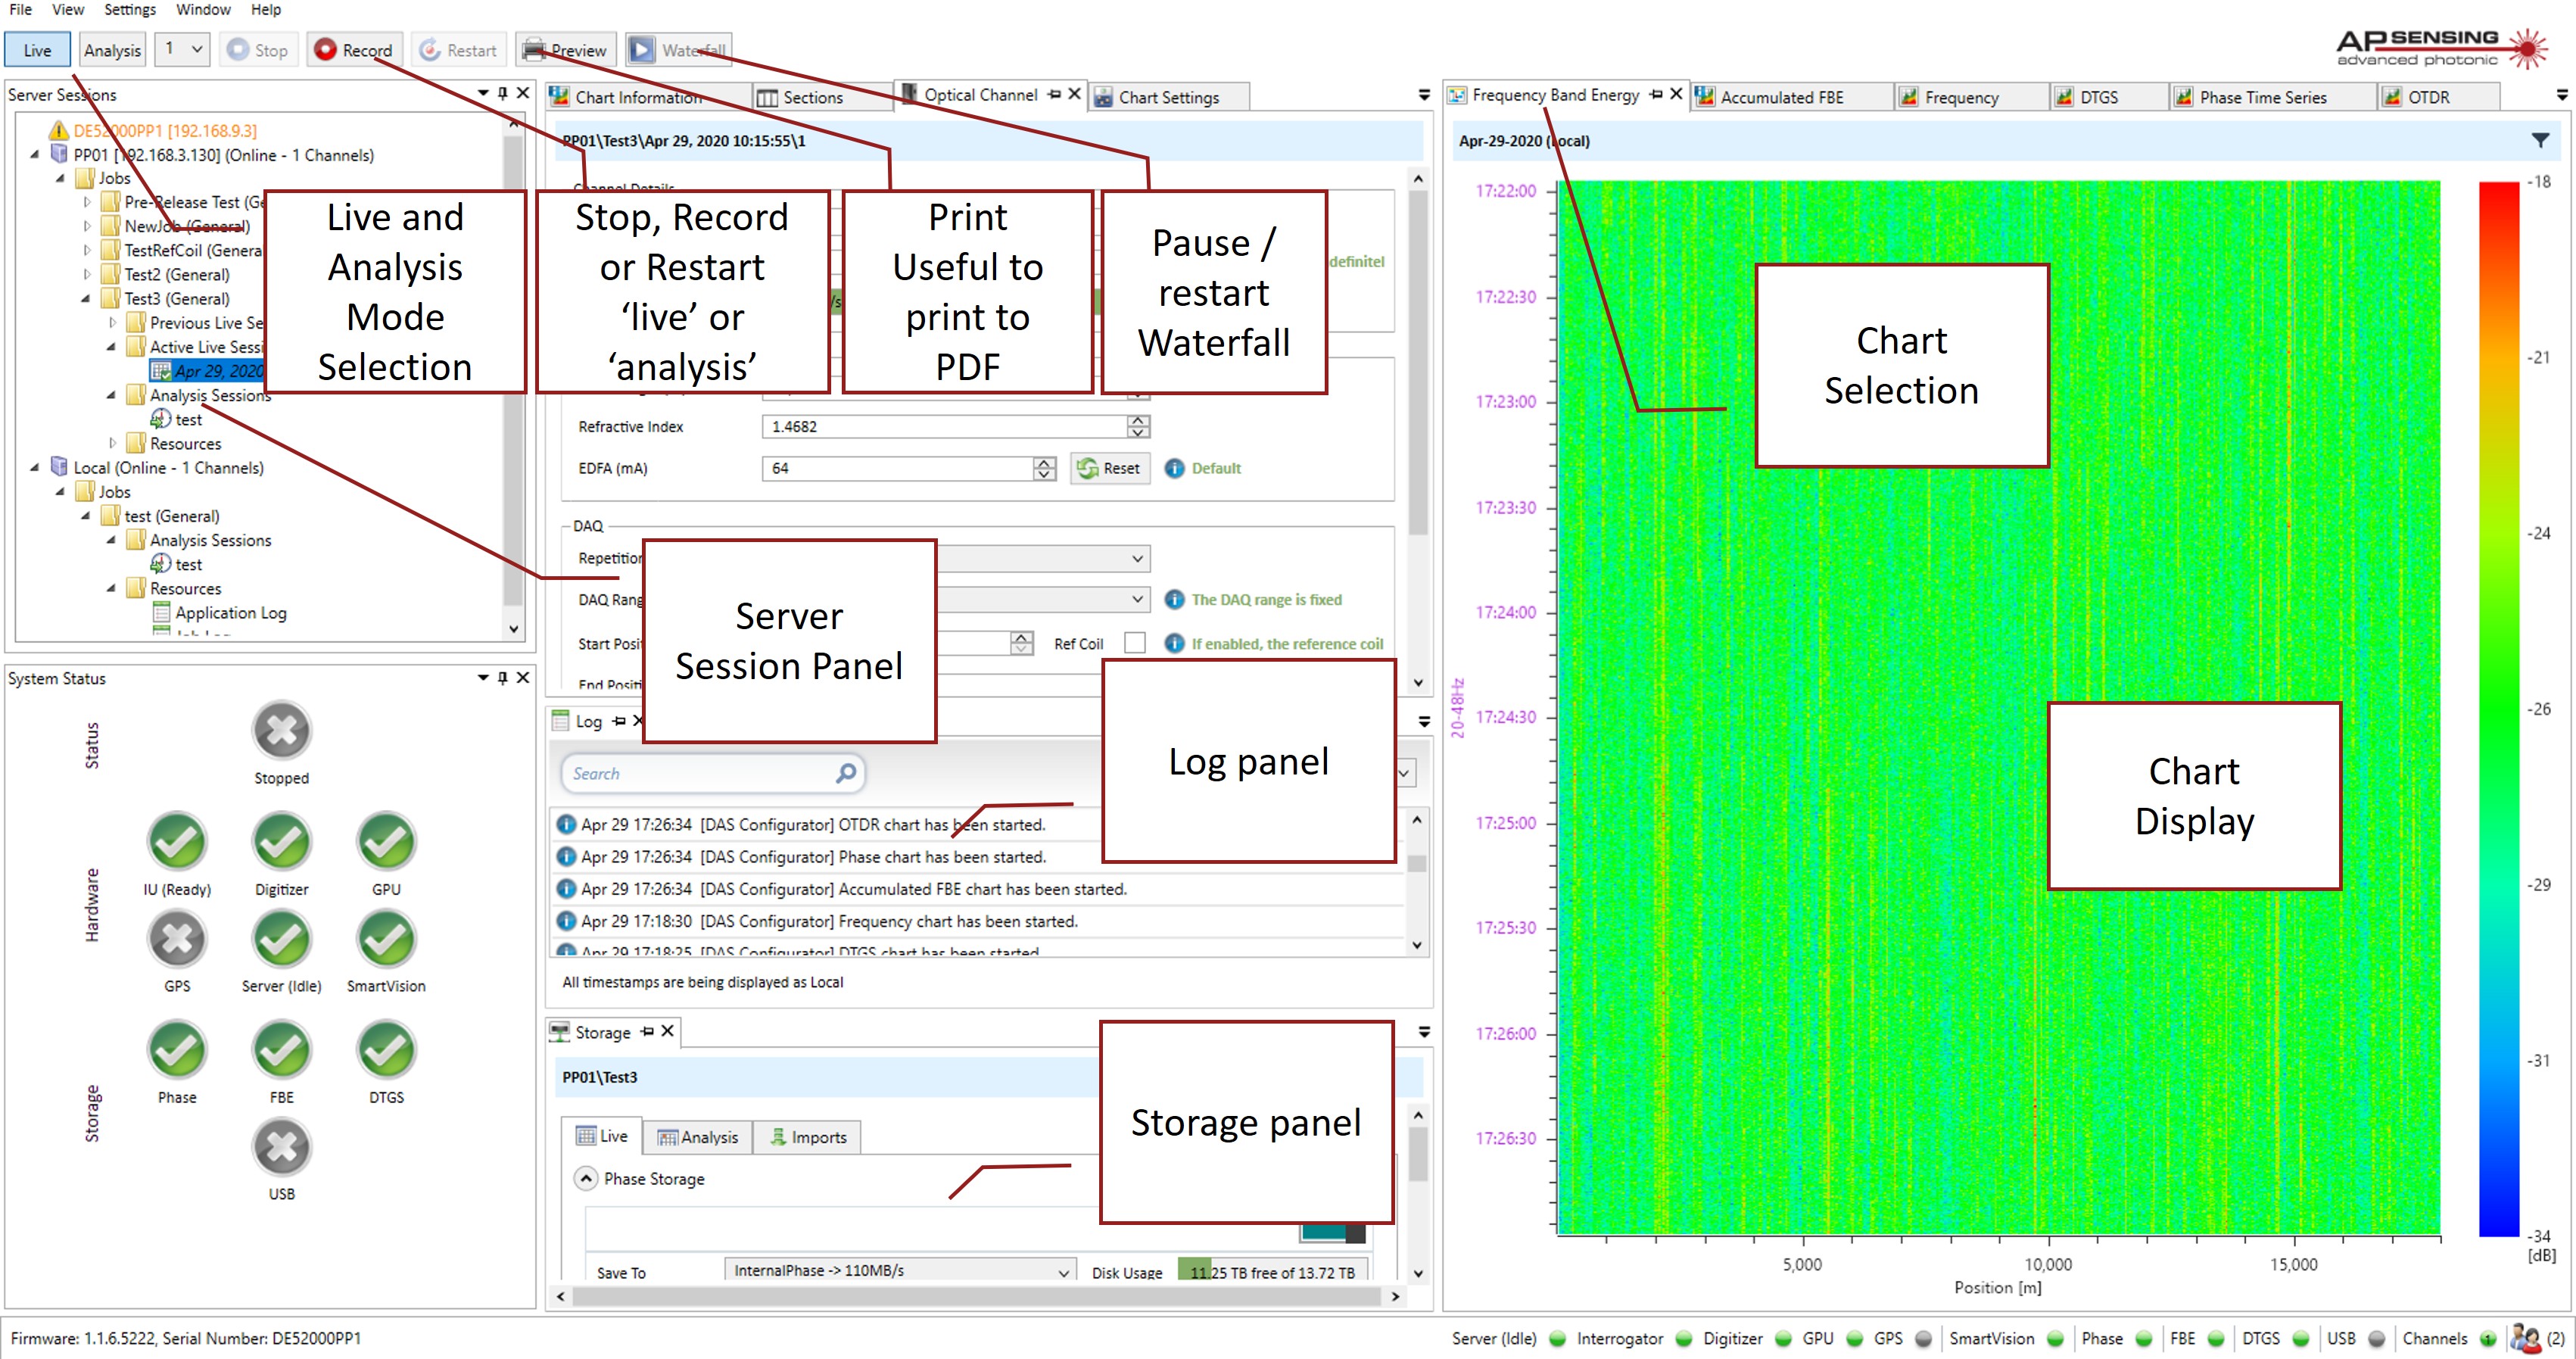 File View Settings Window Help
Live Analysis 1 Stop Record Restart Preview Waterfall
AP SENSING
advanced photonic
Server Sessions
DE52000PP1 [192.168.9.3]
PP01 [192.168.3.130] (Online - 1 Channels)
Jobs
Pre-Release Test (Ge
NewJob (General)
TestRefCoil (Genera
Test2 (General)
Test3 (General)
Previous Live Se
Active Live Sessi
Apr 29, 2020
Analysis Sessions
test
Resources
Local (Online - 1 Channels)
Jobs
test (General)
Analysis Sessions
test
Resources
Application Log
Job Log
Live and
Analysis
Mode
Selection
Stop, Record
or Restart
‘live’ or
‘analysis’
Print
Useful to
print to
PDF
Pause /
restart
Waterfall
System Status
Status
Stopped
Hardware
IU (Ready) Digitizer GPU
GPS Server (Idle) SmartVision
Storage
Phase FBE DTGS
USB
Chart Information Sections Optical Channel Chart Settings
PP01\Test3\Apr 29, 2020 10:15:55\1
Channel Details
definitel
/s
Refractive Index 1.4682
EDFA (mA) 64 Reset Default
DAQ
Repetition
DAQ Rang The DAQ range is fixed
Start Posit Ref Coil If enabled, the reference coil
End Positi
Server
Session Panel
Log
Search
Log panel
Apr 29 17:26:34 [DAS Configurator] OTDR chart has been started.
Apr 29 17:26:34 [DAS Configurator] Phase chart has been started.
Apr 29 17:26:34 [DAS Configurator] Accumulated FBE chart has been started.
Apr 29 17:18:30 [DAS Configurator] Frequency chart has been started.
Apr 29 17:18:25 [DAS Configurator] DTGS chart has been started
All timestamps are being displayed as Local
Storage
PP01\Test3
Live Analysis Imports
Phase Storage
Storage panel
Save To InternalPhase -> 110MB/s Disk Usage 11.25 TB free of 13.72 TB
Frequency Band Energy Accumulated FBE Frequency DTGS Phase Time Series OTDR
Apr-29-2020 (Local)
17:22:00
17:22:30
17:23:00
17:23:30
17:24:00
17:24:30
17:25:00
17:25:30
17:26:00
17:26:30
20-48Hz
Chart
Selection
Chart
Display
-18
-21
-24
-26
-29
-31
-34
[dB]
5,000 10,000 15,000
Position [m]
Firmware: 1.1.6.5222, Serial Number: DE52000PP1
Server (Idle) Interrogator Digitizer GPU GPS SmartVision Phase FBE DTGS USB Channels 1 (2)